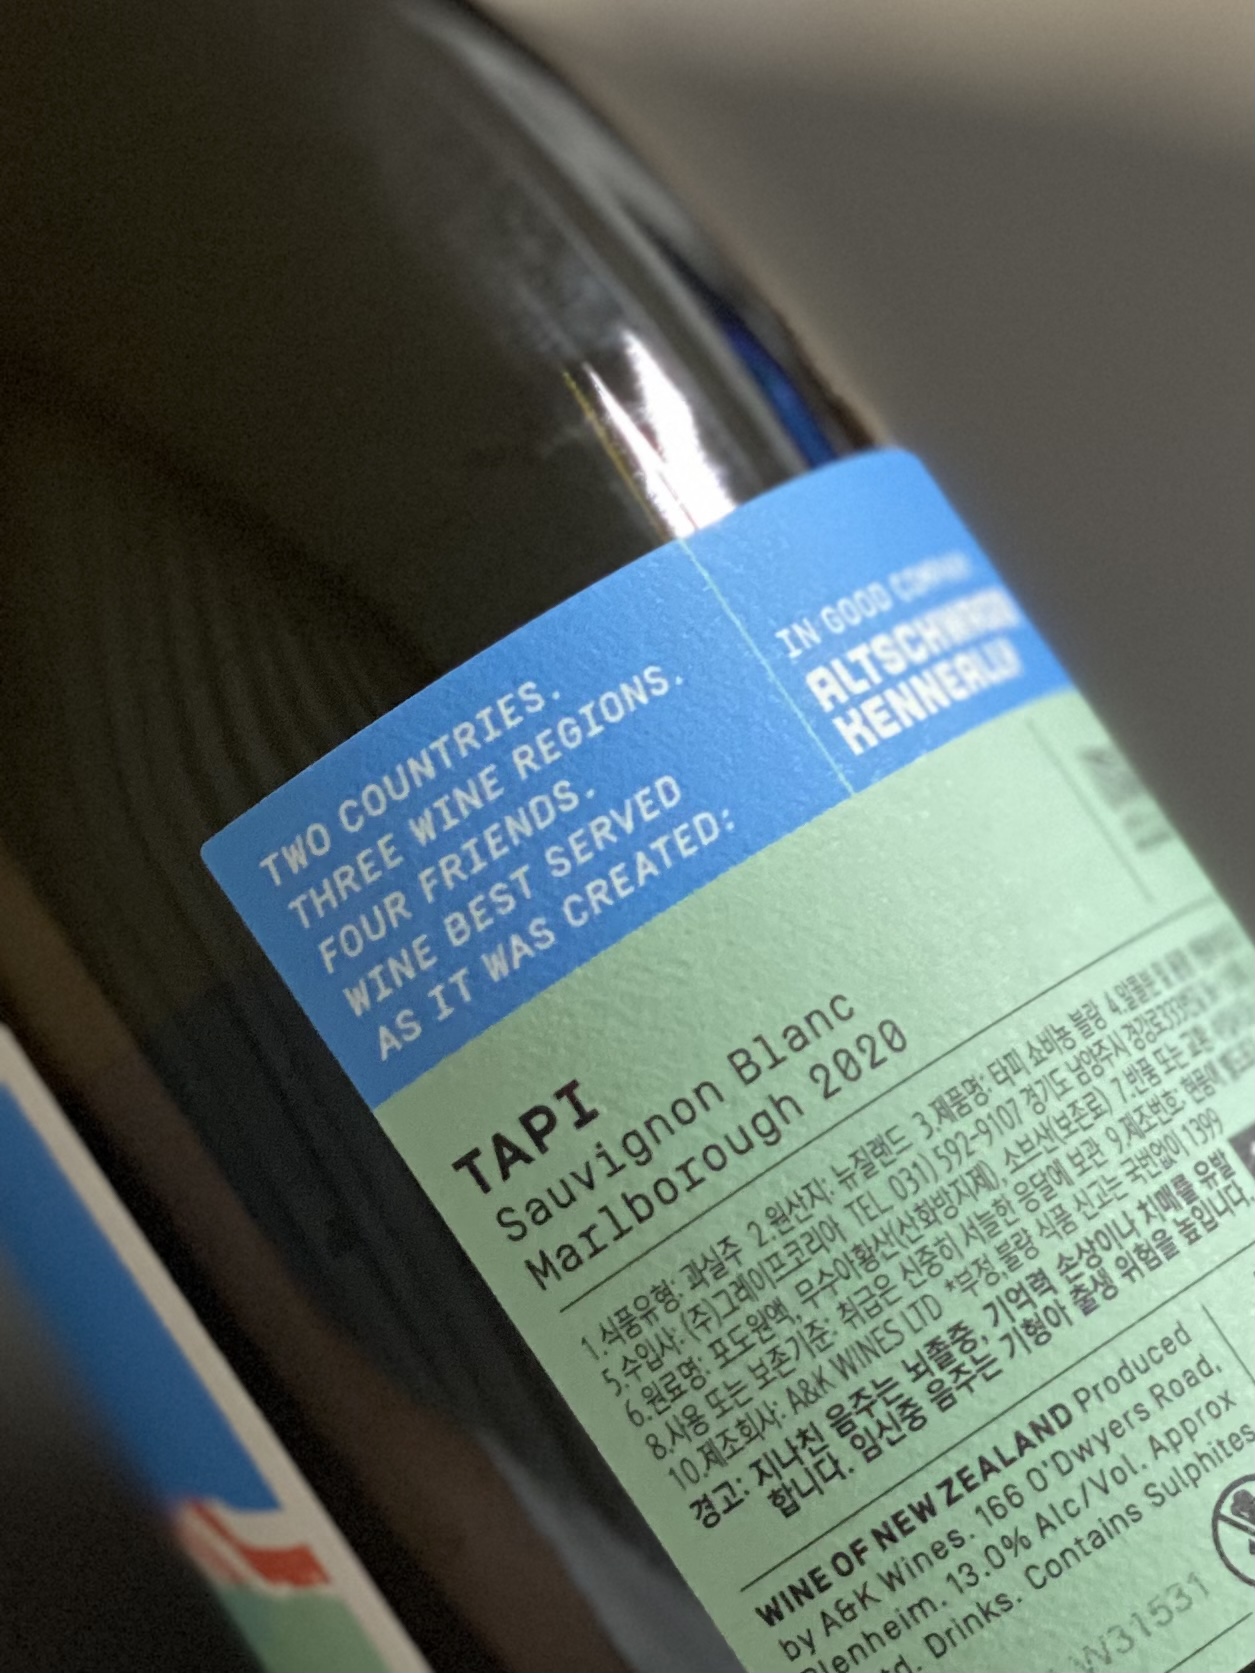 TWO COUNTRIES.
THREE WINE REGIONS.
FOUR FRIENDS.
WINE BEST SERVED
AS IT WAS CREATED:
IN GOOD COMPANY
ALTSCHWAGER
KENNEALLY
TAPI
Sauvignon Blanc
Marlborough 2020
1.식품유형: 과실주 2.원산지: 뉴질랜드 3.제품명: 타피 쇼비뇽 블랑 4.알콜분 및
5.수입사: (주)그레이프코리아 TEL 031) 592-9107 경기도 남양주시 경강로
6.원료명: 포도원액, 무수아황산(산화방지제), 소브산(보존료) 7.반품 또는 교환
8.사용 또는 보존기준: 취급은 신중히 서늘한 응달에 보관 9.제조번호: 현품에
10.제조회사: A&K WINES LTD *부정,불량 식품 신고는 국번없이 1399
경고: 지나친 음주는 뇌졸중, 기억력 손상이나 치매를 유발
합니다. 임신중 음주는 기형아 출생 위험을 높입니다
WINE OF NEW ZEALAND Produced
by A&K Wines. 166 O'Dwyers Road,
Blenheim. 13.0% Alc/Vol. Approx
Std. Drinks. Contains Sulphites
W31531